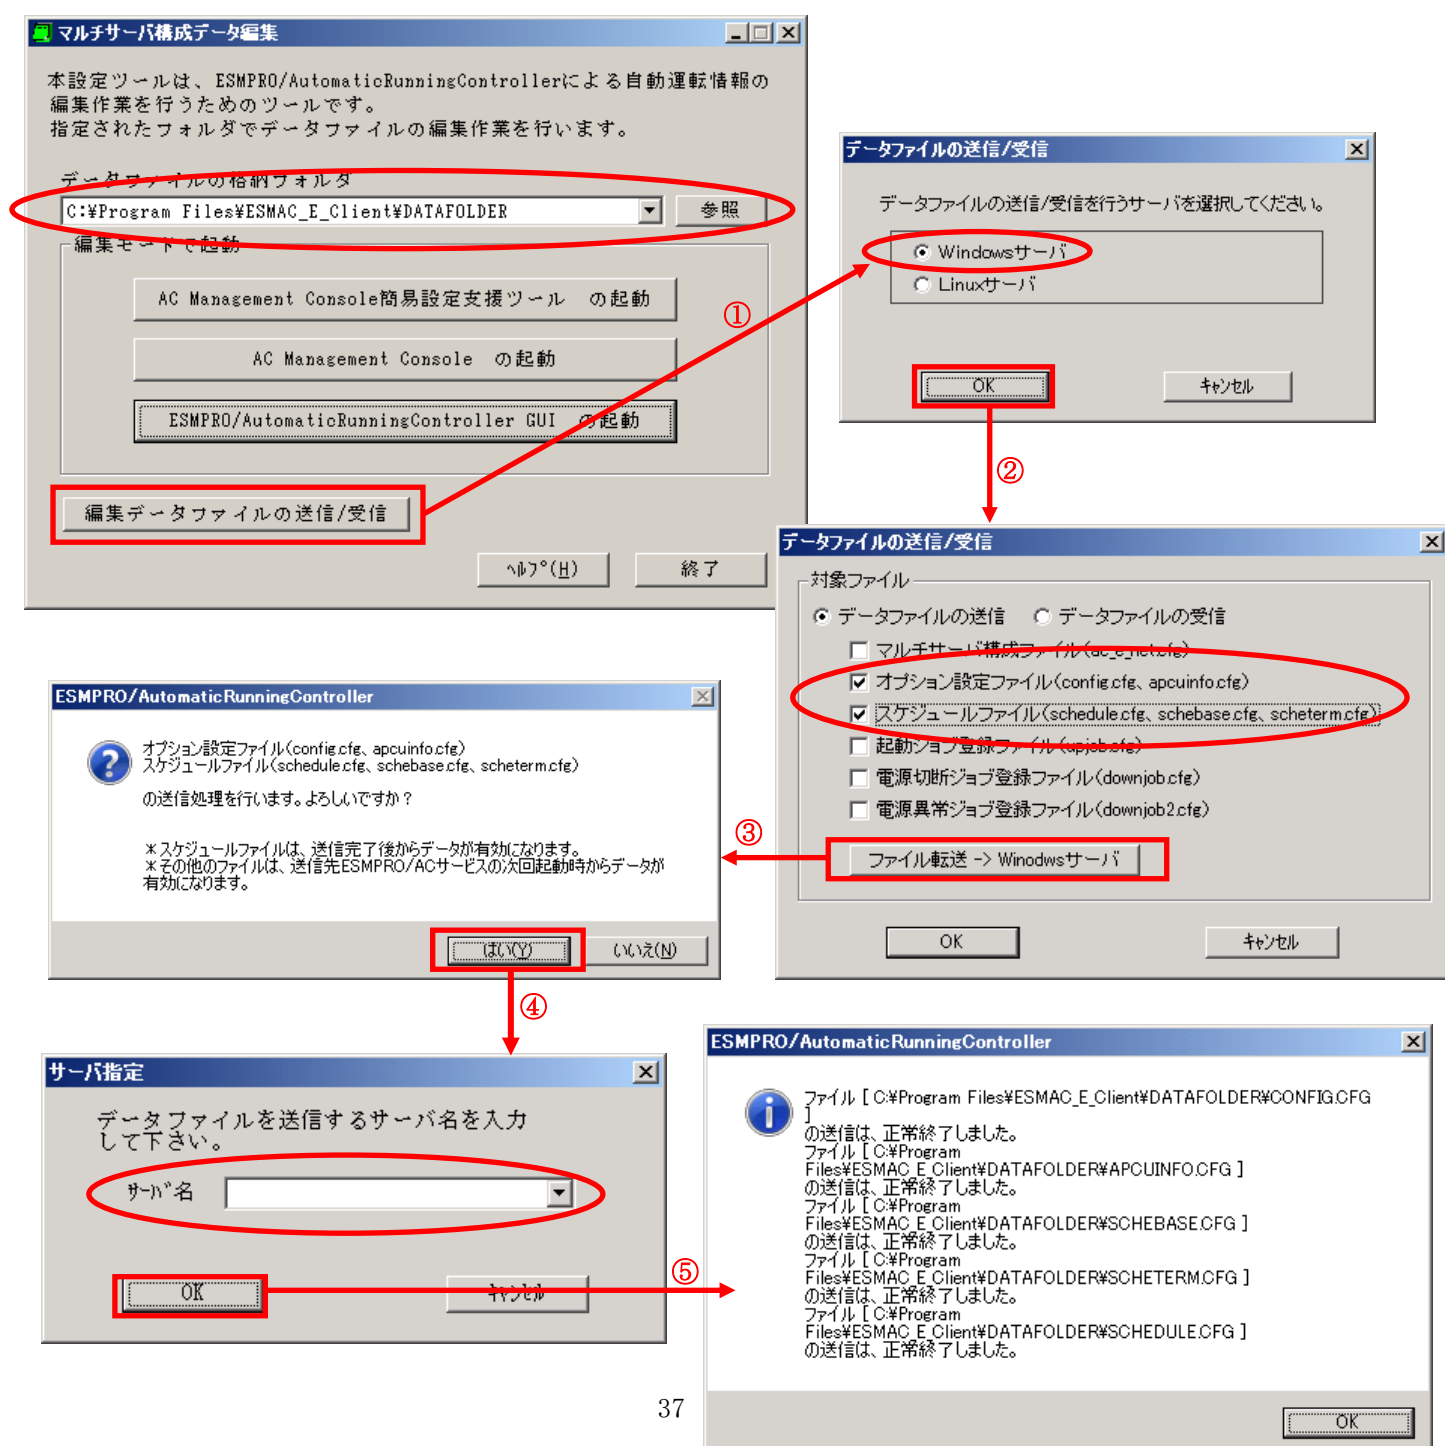 マルチサーバ構成データ編集
本設定ツールは、ESMPRO/AutomaticRunningControllerによる自動運転情報の
編集作業を行うためのツールです。
指定されたフォルダでデータファイルの編集作業を行います。
データファイルの格納フォルダ
C:¥Program Files¥ESMAC_E_Client¥DATAFOLDER
参照
編集モードで起動
AC Management Console簡易設定支援ツール の起動
AC Management Console の起動
ESMPRO/AutomaticRunningController GUI の起動
編集データファイルの送信/受信
ヘルプ(H)
終了
①
データファイルの送信/受信
データファイルの送信/受信を行うサーバを選択してください。
Windowsサーバ
Linuxサーバ
OK
キャンセル
②
データファイルの送信/受信
対象ファイル
データファイルの送信 データファイルの受信
マルチサーバ構成ファイル(ac_e_net.cfg)
オプション設定ファイル(config.cfg、apcuinfo.cfg)
スケジュールファイル(schedule.cfg、schebase.cfg、scheterm.cfg)
起動ジョブ登録ファイル(upjob.cfg)
電源切断ジョブ登録ファイル(downjob.cfg)
電源異常ジョブ登録ファイル(downjob2.cfg)
ファイル転送 -> Winodwsサーバ
OK
キャンセル
③
ESMPRO/AutomaticRunningController
オプション設定ファイル(config.cfg、apcuinfo.cfg)
スケジュールファイル(schedule.cfg、schebase.cfg、scheterm.cfg)
の送信処理を行います。よろしいですか？
＊スケジュールファイルは、送信完了後からデータが有効になります。
＊その他のファイルは、送信先ESMPRO/ACサービスの次回起動時からデータが
有効になります。
はい(Y)
いいえ(N)
④
サーバ指定
データファイルを送信するサーバ名を入力
して下さい。
サーバ名
OK
キャンセル
⑤
ESMPRO/AutomaticRunningController
ファイル [ C:¥Program Files¥ESMAC_E_Client¥DATAFOLDER¥CONFIG.CFG
]
の送信は、正常終了しました。
ファイル [ C:¥Program
Files¥ESMAC_E_Client¥DATAFOLDER¥APCUINFO.CFG ]
の送信は、正常終了しました。
ファイル [ C:¥Program
Files¥ESMAC_E_Client¥DATAFOLDER¥SCHEBASE.CFG ]
の送信は、正常終了しました。
ファイル [ C:¥Program
Files¥ESMAC_E_Client¥DATAFOLDER¥SCHETERM.CFG ]
の送信は、正常終了しました。
ファイル [ C:¥Program
Files¥ESMAC_E_Client¥DATAFOLDER¥SCHEDULE.CFG ]
の送信は、正常終了しました。
OK
37